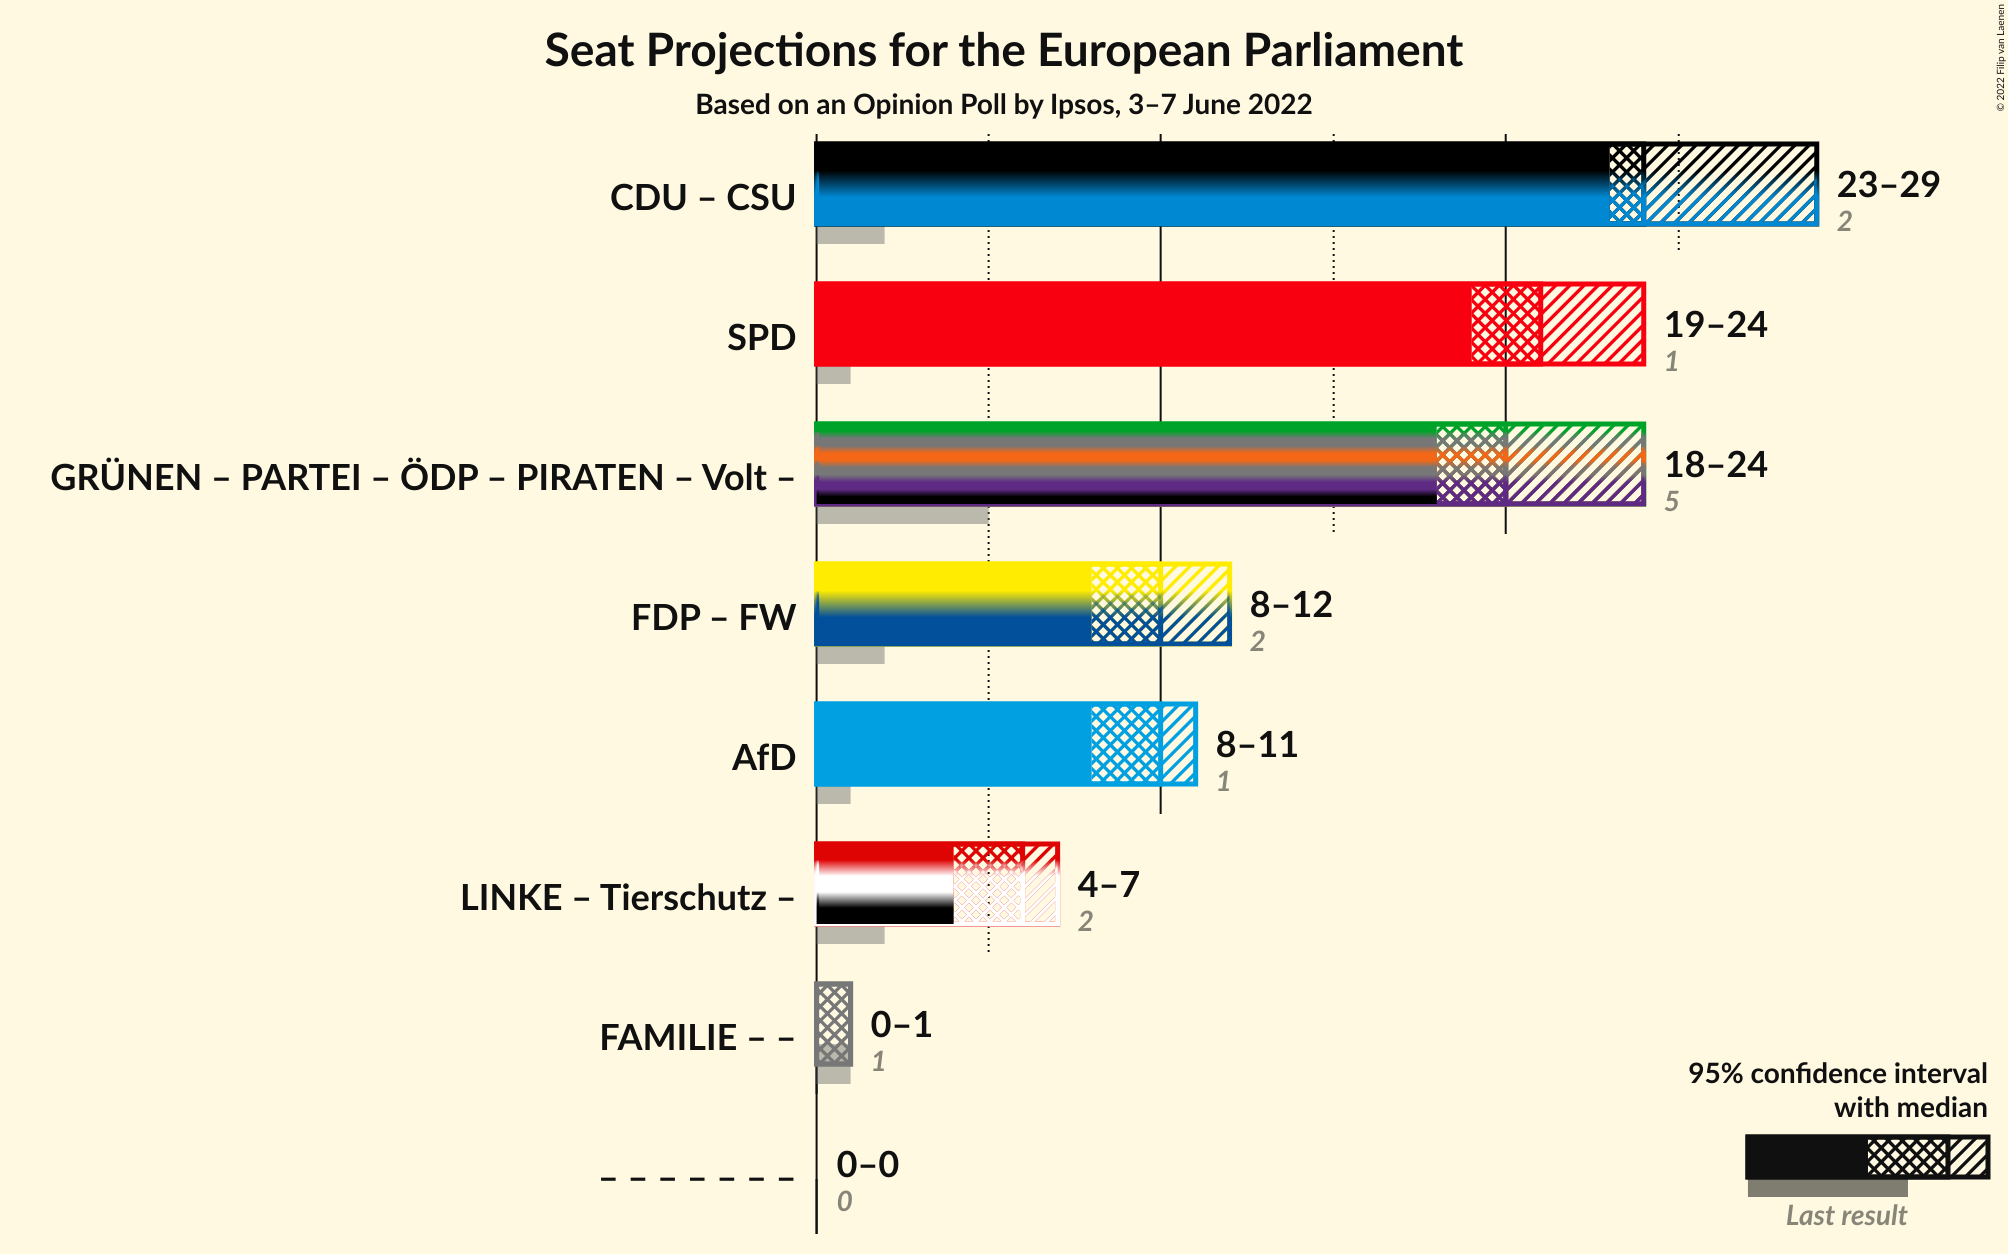 Seat Projections for the European Parliament
Based on an Opinion Poll by Ipsos, 3–7 June 2022
© 2022 Filip van Laenen
CDU – CSU
23–29
2
SPD
19–24
1
GRÜNEN – PARTEI – ÖDP – PIRATEN – Volt –
18–24
5
FDP – FW
8–12
2
AfD
8–11
1
LINKE – Tierschutz –
4–7
2
FAMILIE – –
0–1
1
– – – – – – –
0–0
0
95% confidence interval
with median
Last result